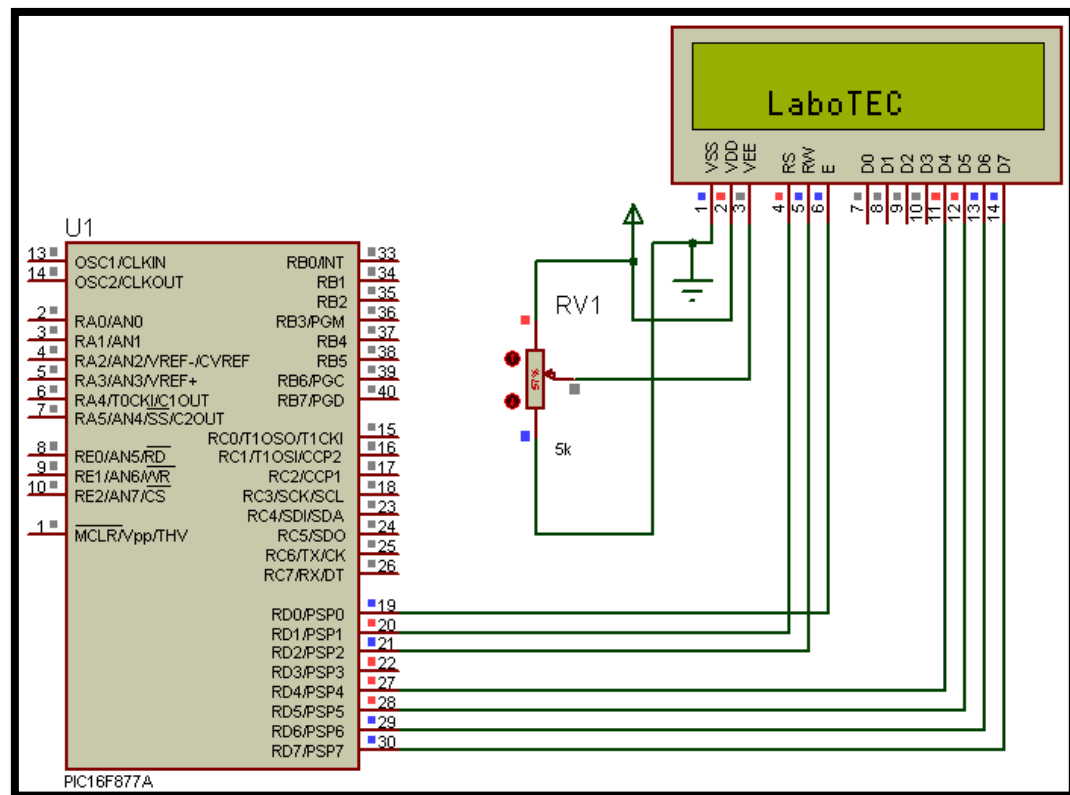 LaboTEC
VSS
VDD
VEE
RS
RW
E
D0
D1
D2
D3
D4
D5
D6
D7
1
2
3
4
5
6
7
8
9
10
11
12
13
14
RV1
57%
5k
U1
13 OSC1/CLKIN
14 OSC2/CLKOUT
2 RA0/AN0
3 RA1/AN1
4 RA2/AN2/VREF-/CVREF
5 RA3/AN3/VREF+
6 RA4/T0CKI/C1OUT
7 RA5/AN4/SS/C2OUT
8 RE0/AN5/RD
9 RE1/AN6/WR
10 RE2/AN7/CS
1 MCLR/Vpp/THV
RB0/INT 33
RB1 34
RB2 35
RB3/PGM 36
RB4 37
RB5 38
RB6/PGC 39
RB7/PGD 40
RC0/T1OSO/T1CKI 15
RC1/T1OSI/CCP2 16
RC2/CCP1 17
RC3/SCK/SCL 18
RC4/SDI/SDA 23
RC5/SDO 24
RC6/TX/CK 25
RC7/RX/DT 26
RD0/PSP0 19
RD1/PSP1 20
RD2/PSP2 21
RD3/PSP3 22
RD4/PSP4 27
RD5/PSP5 28
RD6/PSP6 29
RD7/PSP7 30
PIC16F877A